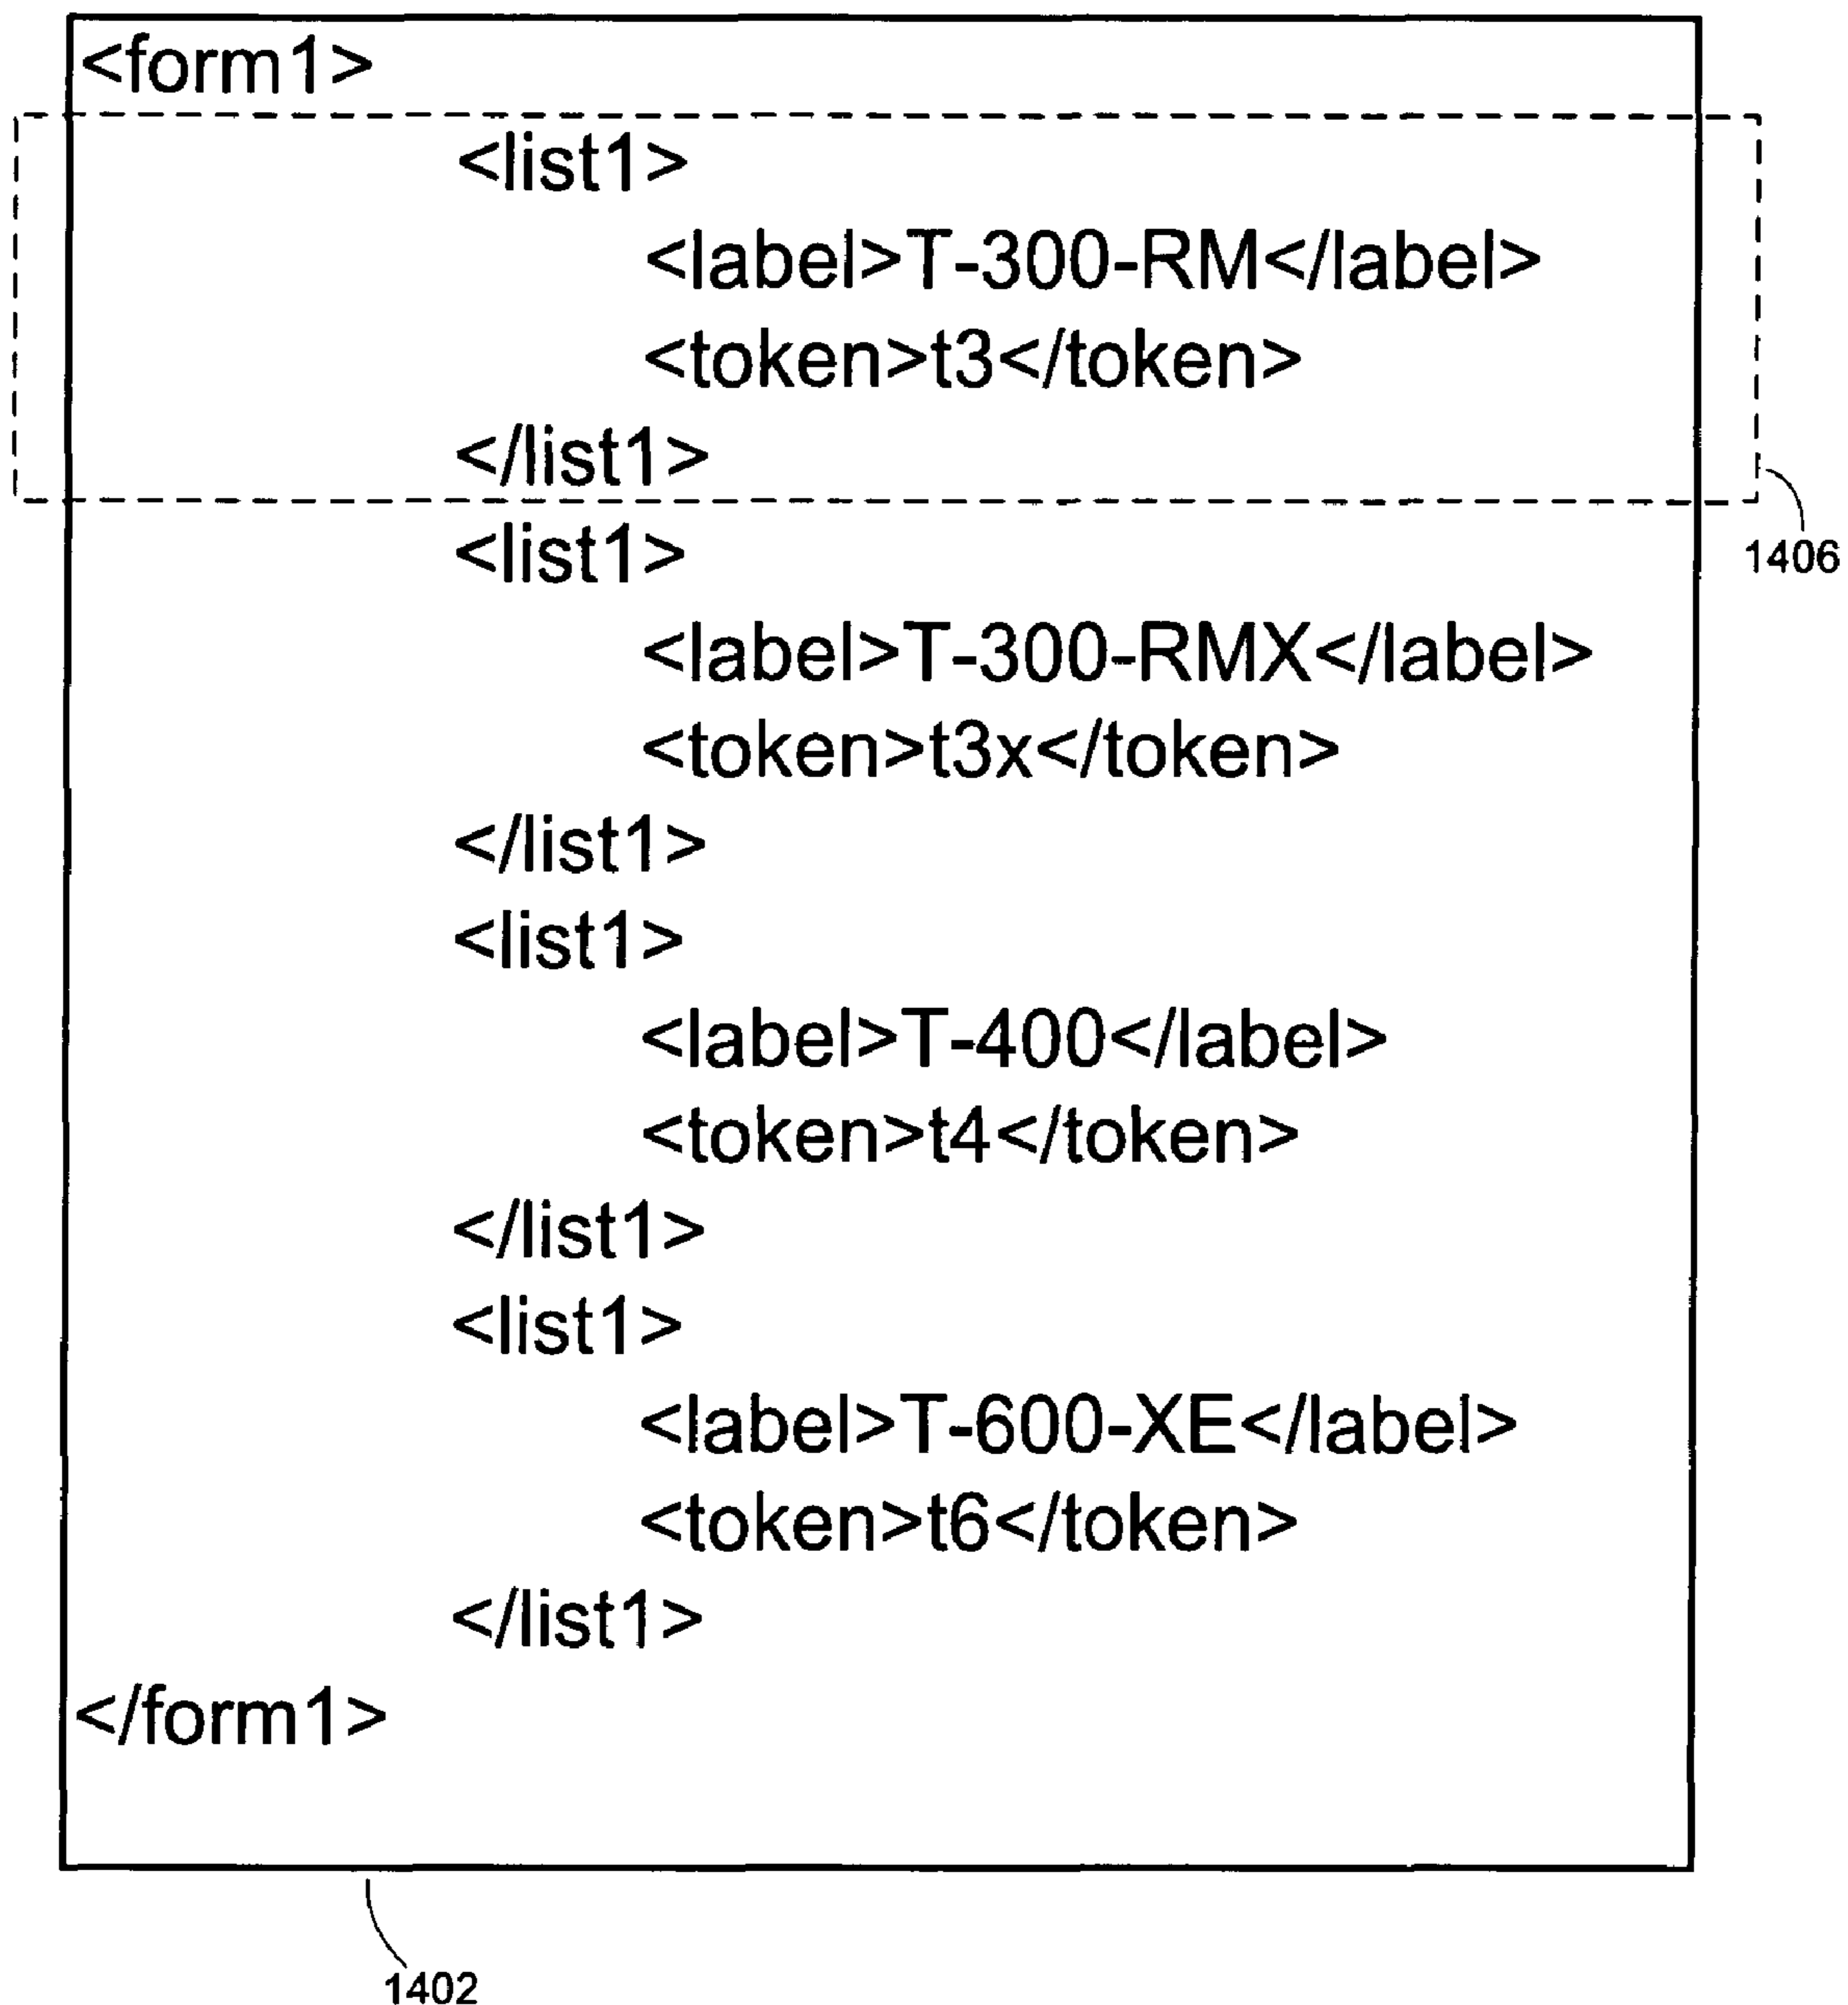 <form1>
<list1>
<label>T-300-RM</label>
<token>t3</token>
</list1>
<list1>
1406
<label>T-300-RMX</label>
<token>t3x</token>
</list1>
<list1>
<label>T-400</label>
<token>t4</token>
</list1>
<list1>
<label>T-600-XE</label>
<token>t6</token>
</list1>
</form1>
1402